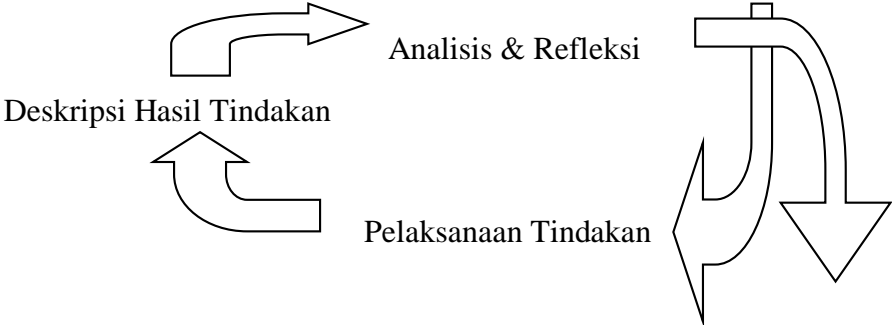 Analisis & Refleksi
Deskripsi Hasil Tindakan
Pelaksanaan Tindakan